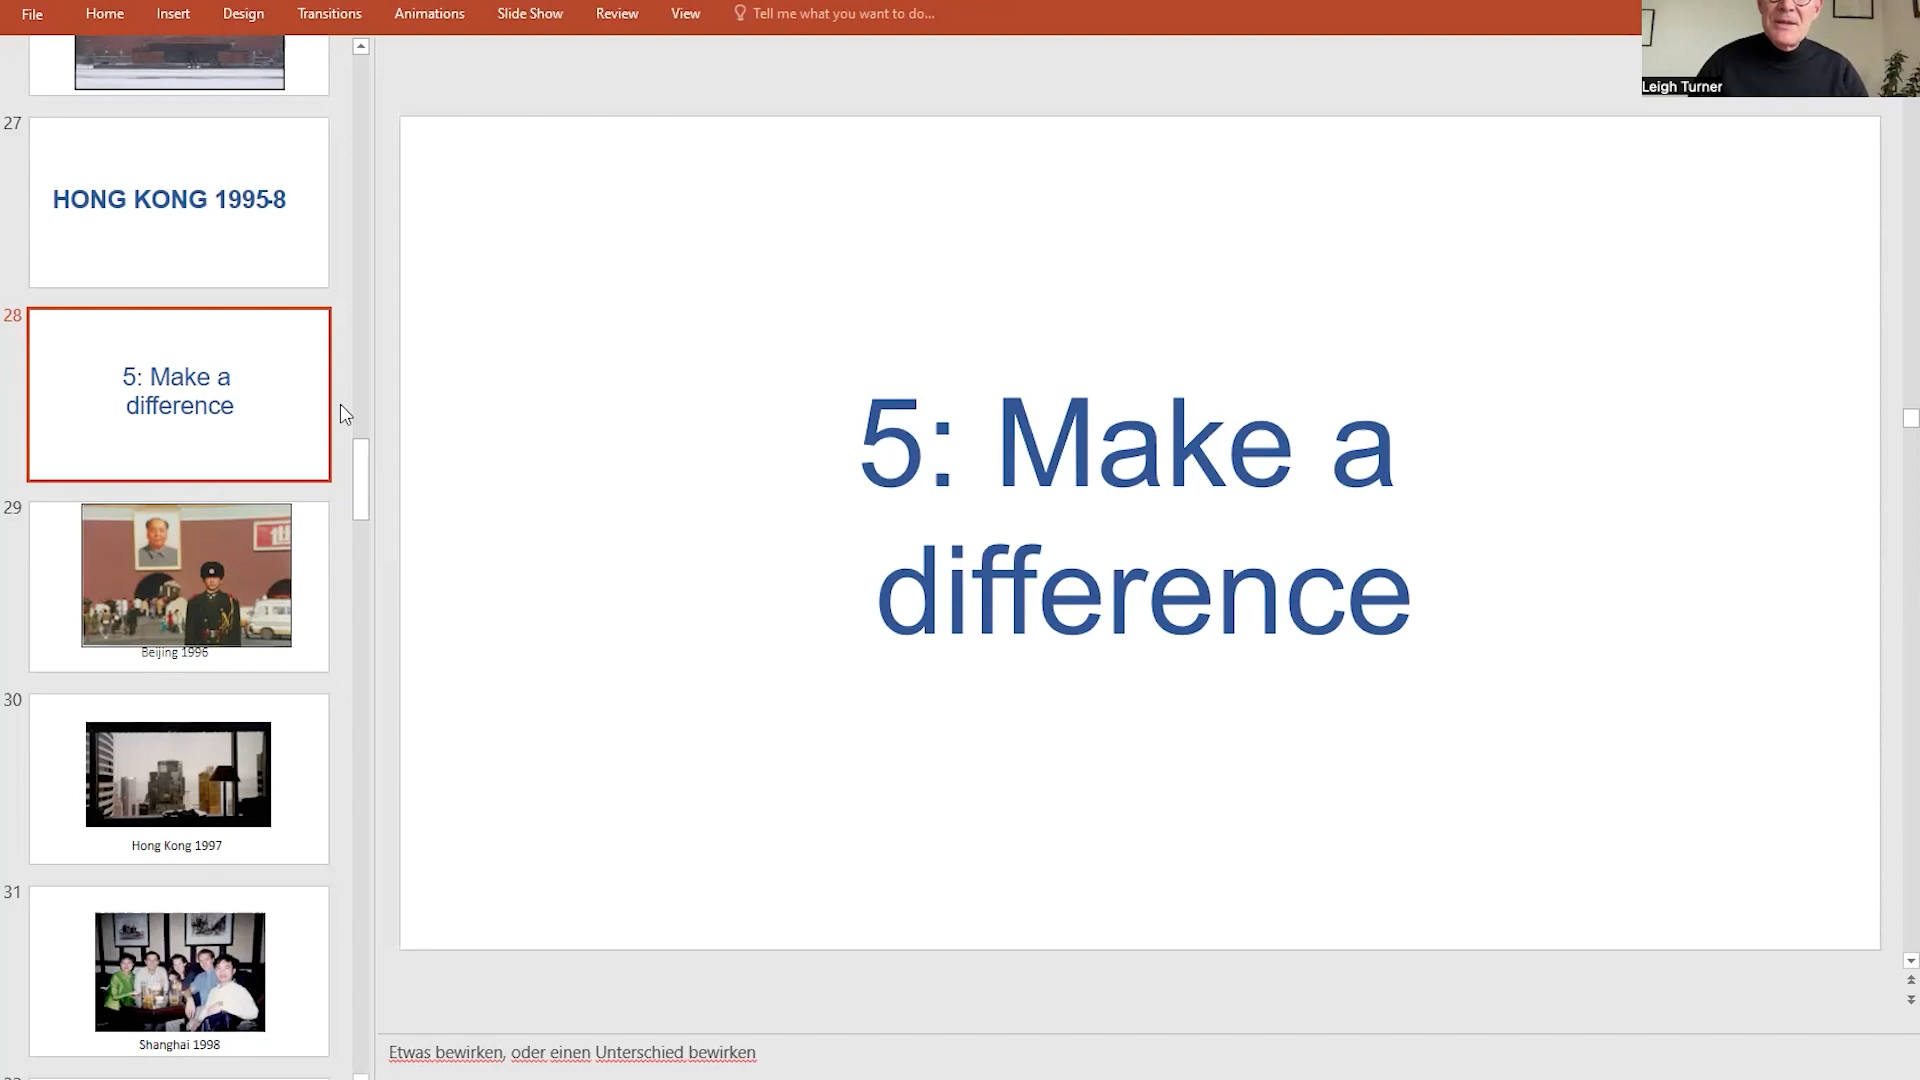 File Home Insert Design Transitions Animations Slide Show Review View Tell me what you want to do...
Leigh Turner
27
HONG KONG 1995-8
28
5: Make a
difference
29
世
Beijing 1996
30
Hong Kong 1997
31
Shanghai 1998
5: Make a
difference
Etwas bewirken, oder einen Unterschied bewirken